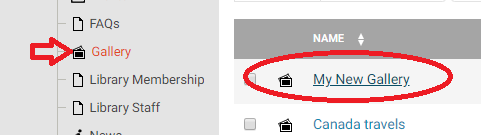 FAQs
Gallery
Library Membership
Library Staff
News
NAME
My New Gallery
Canada travels